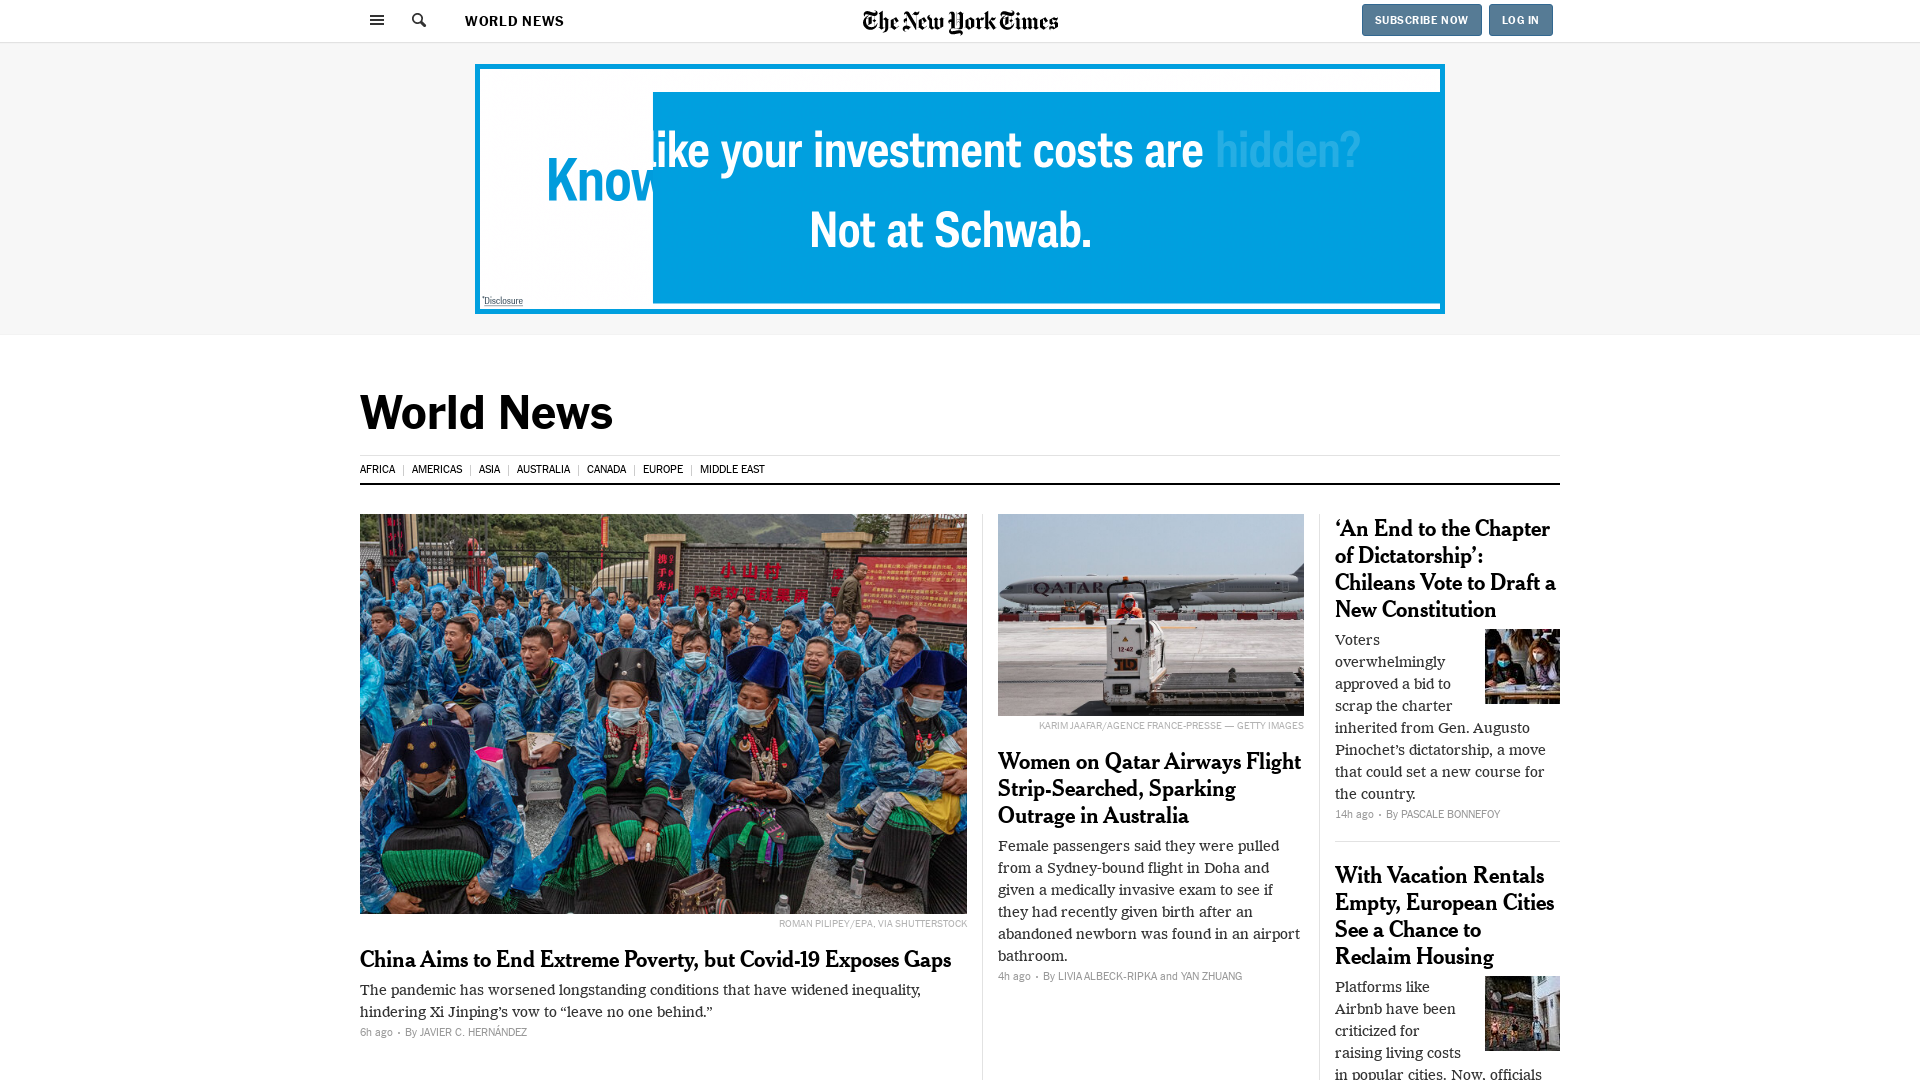 WORLD NEWS
The New York Times
SUBSCRIBE NOW
LOG IN
like your investment costs are hidden?
Know
Not at Schwab.
*Disclosure
World News
AFRICA
AMERICAS
ASIA
AUSTRALIA
CANADA
EUROPE
MIDDLE EAST
小山村
QATAR
12-42
ROMAN PILIPEY/EPA, VIA SHUTTERSTOCK
China Aims to End Extreme Poverty, but Covid-19 Exposes Gaps
The pandemic has worsened longstanding conditions that have widened inequality,
hindering Xi Jinping’s vow to “leave no one behind.”
6h ago • By JAVIER C. HERNÁNDEZ
KARIM JAAFAR/AGENCE FRANCE-PRESSE — GETTY IMAGES
Women on Qatar Airways Flight
Strip-Searched, Sparking
Outrage in Australia
Female passengers said they were pulled
from a Sydney-bound flight in Doha and
given a medically invasive exam to see if
they had recently given birth after an
abandoned newborn was found in an airport
bathroom.
4h ago • By LIVIA ALBECK-RIPKA and YAN ZHUANG
‘An End to the Chapter
of Dictatorship’:
Chileans Vote to Draft a
New Constitution
Voters
overwhelmingly
approved a bid to
scrap the charter
inherited from Gen. Augusto
Pinochet’s dictatorship, a move
that could set a new course for
the country.
14h ago • By PASCALE BONNEFOY
With Vacation Rentals
Empty, European Cities
See a Chance to
Reclaim Housing
Platforms like
Airbnb have been
criticized for
raising living costs
in popular cities. Now, officials